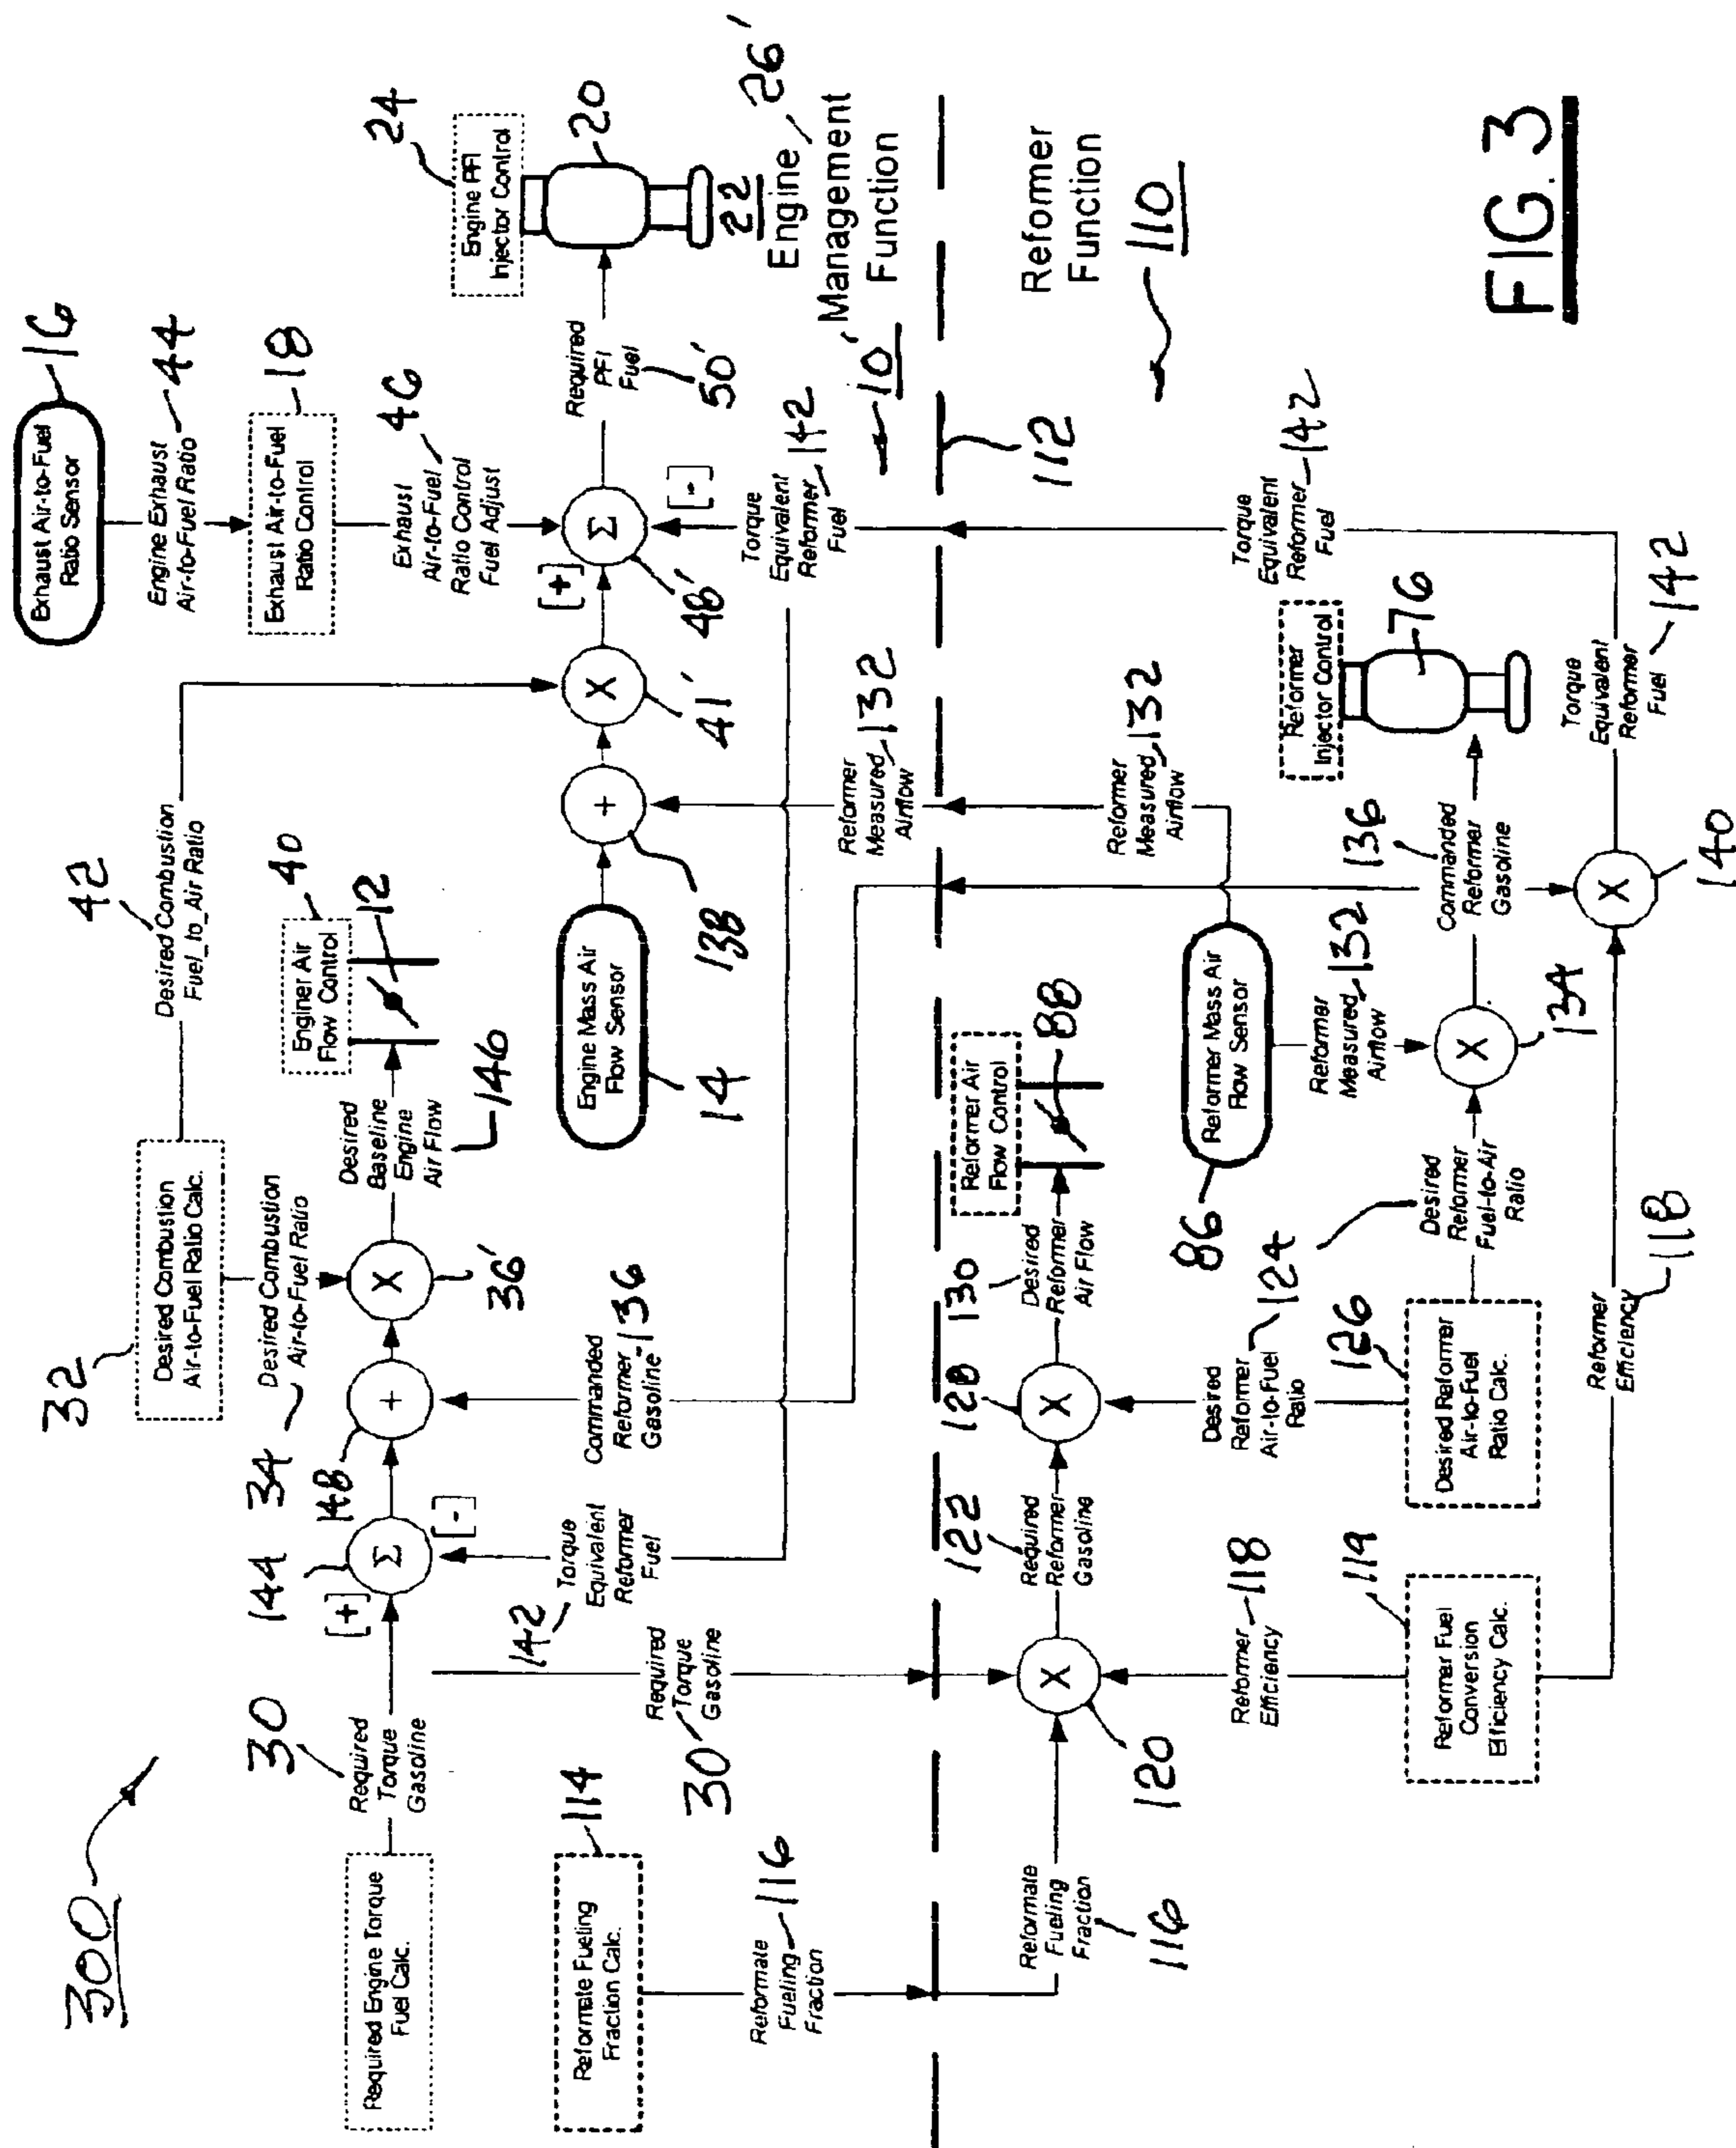 300
Required Engine Torque
Fuel Calc.
30
Required
Torque
Gasoline
[+]
144
Σ
[-]
148
+
34
Desired Combustion
Air-to-Fuel Ratio
32
Desired Combustion
Air-to-Fuel Ratio Calc.
X
36'
Desired
Baseline
Engine
Air Flow
146
Enginer Air
Flow Control
40
12
42
Desired Combustion
Fuel_to_Air Ratio
Exhaust Air-to-Fuel
Ratio Sensor
16
Engine Exhaust
Air-to-Fuel Ratio
44
Exhaust Air-to-Fuel
Ratio Control
18
Exhaust
Air-to-Fuel
Ratio Control
Fuel Adjust
46
Engine Mass Air
Flow Sensor
14
+
138
X
41'
[+]
Σ
48'
[-]
Required
PFI
Fuel
50'
24
Engine PFI
Injector Control
20
22
Engine
Management
Function
26'
10'
Reformate Fueling
Fraction Calc.
114
Reformate
Fueling
Fraction
116
Required
Torque
Gasoline
30
142
Torque
Equivalent
Reformer
Fuel
Commanded
Reformer
Gasoline
136
Reformer
Measured
Airflow
132
Torque
Equivalent
Reformer
Fuel
142
112
Reformer
Function
110
Reformate
Fueling
Fraction
116
X
120
122
Required
Reformer
Gasoline
128
X
130
Desired
Reformer
Air Flow
Reformer Air
Flow Control
88
Reformer
Efficiency
118
Desired
Reformer
Air-to-Fuel
Ratio
124
86
Reformer Mass Air
Flow Sensor
Reformer
Measured
Airflow
132
Reformer
Measured
Airflow
132
Torque
Equivalent
Reformer
Fuel
142
119
Reformer Fuel
Conversion
Efficiency Calc.
126
Desired Reformer
Air-to-Fuel
Ratio Calc.
Desired
Reformer
Fuel-to-Air
Ratio
X
134
Commanded
Reformer
Gasoline
136
Reformer
Injector Control
76
Reformer
Efficiency
118
X
140
Torque
Equivalent
Reformer
Fuel
142
FIG. 3